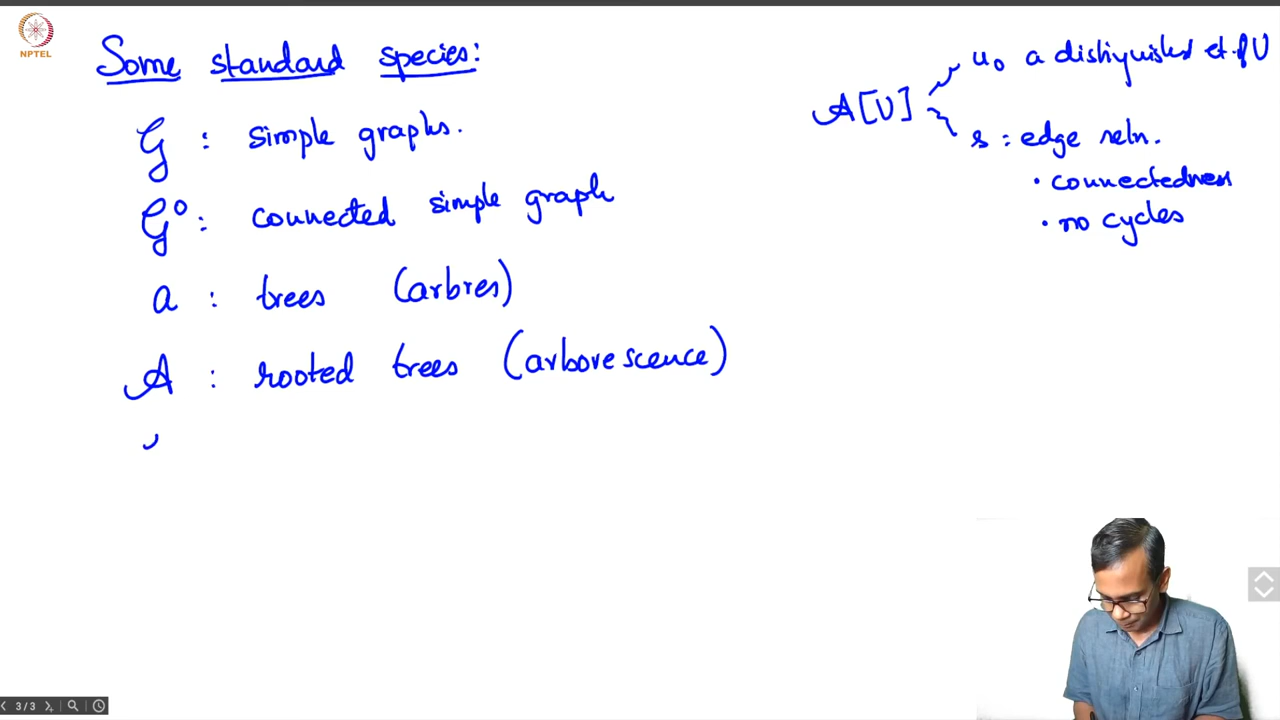 NPTEL
Some standard species:
G : simple graphs.
G° : connected simple graph
a : trees (arbres)
A : rooted trees (arborescence)
A[U]
u₀ a distinguished elt. of U
s : edge reln.
· connectedness
· no cycles
3/3